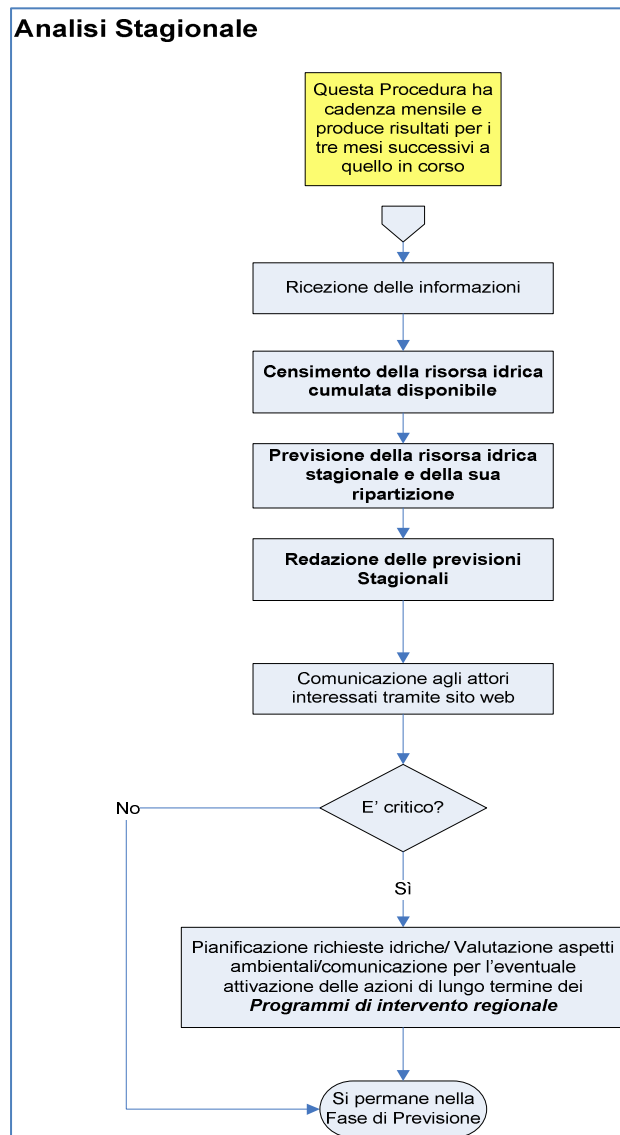 Analisi Stagionale
Questa Procedura ha
cadenza mensile e
produce risultati per i
tre mesi successivi a
quello in corso
Ricezione delle informazioni
Censimento della risorsa idrica
cumulata disponibile
Previsione della risorsa idrica
stagionale e della sua
ripartizione
Redazione delle previsioni
Stagionali
Comunicazione agli attori
interessati tramite sito web
E' critico?
No
Sì
Pianificazione richieste idriche/ Valutazione aspetti
ambientali/comunicazione per l'eventuale
attivazione delle azioni di lungo termine dei
Programmi di intervento regionale
Si permane nella
Fase di Previsione